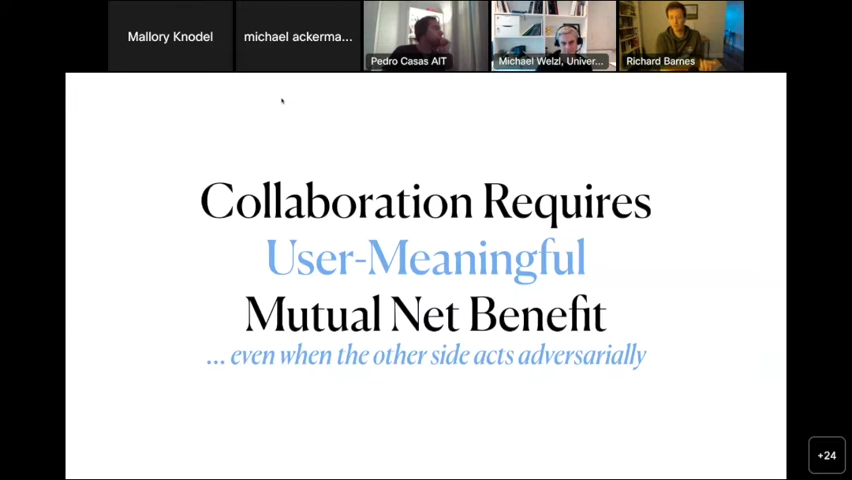 Mallory Knodel
michael ackerma...
Pedro Casas AIT
Michael Welzl, Univer...
Richard Barnes
Collaboration Requires
User-Meaningful
Mutual Net Benefit
... even when the other side acts adversarially
+24